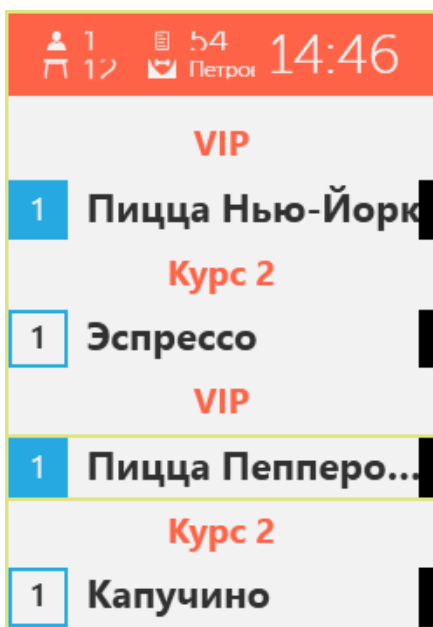 1 54 14:46
12 Петров
VIP
1 Пицца Нью-Йорк
Курс 2
1 Эспрессо
VIP
1 Пицца Пепперо...
Курс 2
1 Капучино